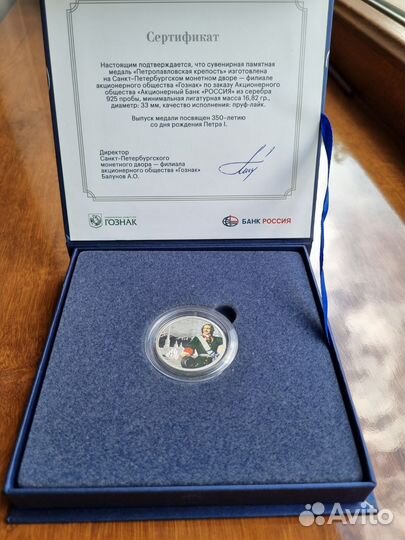 Сертификат
Настоящим подтверждается, что сувенирная памятная
медаль «Петропавловская крепость» изготовлена
на Санкт-Петербургском монетном дворе — филиале
акционерного общества «Гознак» по заказу Акционерного
общества «Акционерный Банк «РОССИЯ» из серебра
925 пробы, минимальная лигатурная масса 16,82 гр.,
диаметр: 33 мм, качество исполнения: пруф-лайк.
Выпуск медали посвящен 350-летию
со дня рождения Петра I.
Директор
Санкт-Петербургского
монетного двора — филиала
акционерного общества «Гознак»
Балунов А.О.
ГОЗНАК
БАНК РОССИЯ
Avito